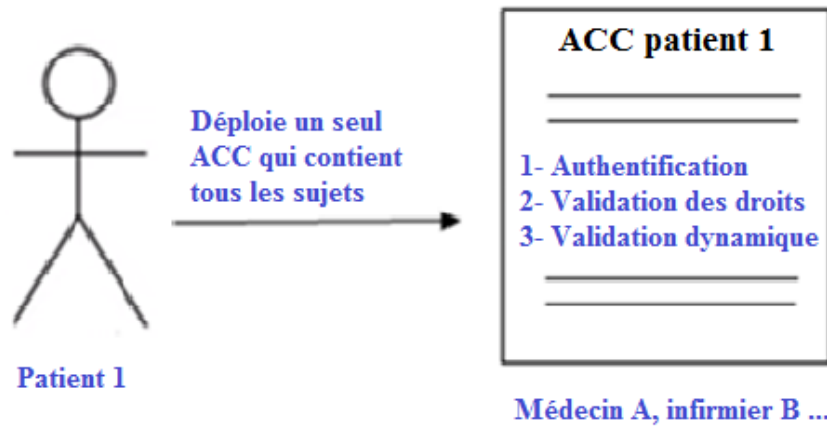 ACC patient 1
Déploie un seul
ACC qui contient
tous les sujets
1- Authentification
2- Validation des droits
3- Validation dynamique
Patient 1
Médecin A, infirmier B ...